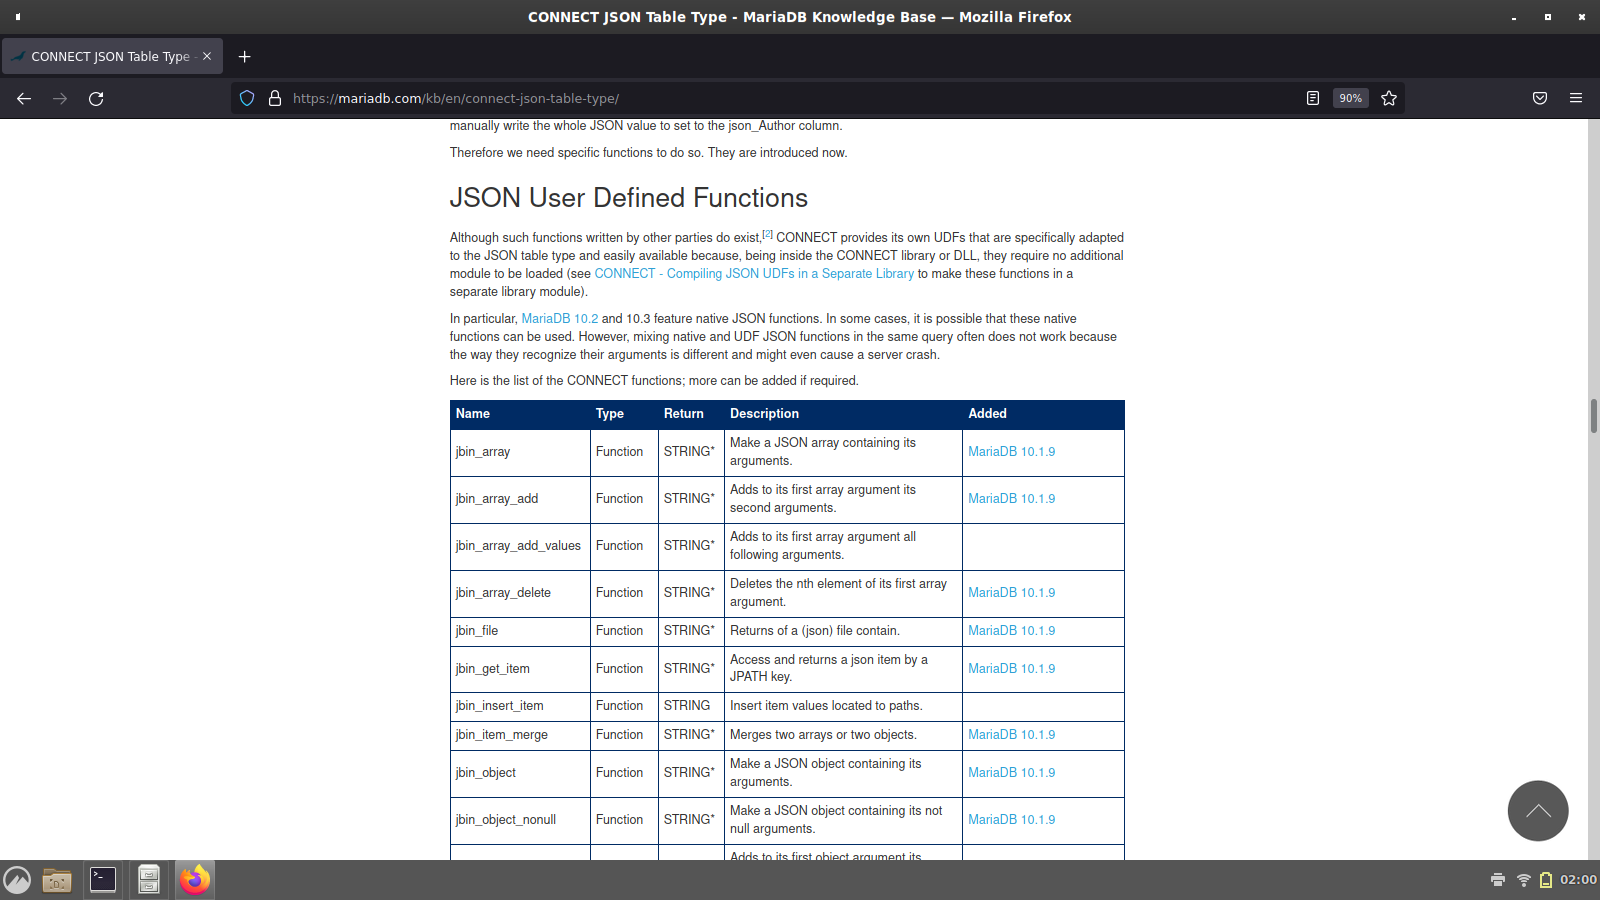 CONNECT JSON Table Type - MariaDB Knowledge Base — Mozilla Firefox
CONNECT JSON Table Type -
https://mariadb.com/kb/en/connect-json-table-type/
90%
manually write the whole JSON value to set to the json_Author column.
Therefore we need specific functions to do so. They are introduced now.
JSON User Defined Functions
Although such functions written by other parties do exist,[2] CONNECT provides its own UDFs that are specifically adapted
to the JSON table type and easily available because, being inside the CONNECT library or DLL, they require no additional
module to be loaded (see CONNECT - Compiling JSON UDFs in a Separate Library to make these functions in a
separate library module).
In particular, MariaDB 10.2 and 10.3 feature native JSON functions. In some cases, it is possible that these native
functions can be used. However, mixing native and UDF JSON functions in the same query often does not work because
the way they recognize their arguments is different and might even cause a server crash.
Here is the list of the CONNECT functions; more can be added if required.
Name Type Return Description Added
jbin_array Function STRING* Make a JSON array containing its
arguments. MariaDB 10.1.9
jbin_array_add Function STRING* Adds to its first array argument its
second arguments. MariaDB 10.1.9
jbin_array_add_values Function STRING* Adds to its first array argument all
following arguments.
jbin_array_delete Function STRING* Deletes the nth element of its first array
argument. MariaDB 10.1.9
jbin_file Function STRING* Returns of a (json) file contain. MariaDB 10.1.9
jbin_get_item Function STRING* Access and returns a json item by a
JPATH key. MariaDB 10.1.9
jbin_insert_item Function STRING Insert item values located to paths.
jbin_item_merge Function STRING* Merges two arrays or two objects. MariaDB 10.1.9
jbin_object Function STRING* Make a JSON object containing its
arguments. MariaDB 10.1.9
jbin_object_nonull Function STRING* Make a JSON object containing its not
null arguments. MariaDB 10.1.9
Adds to its first object argument its
02:00